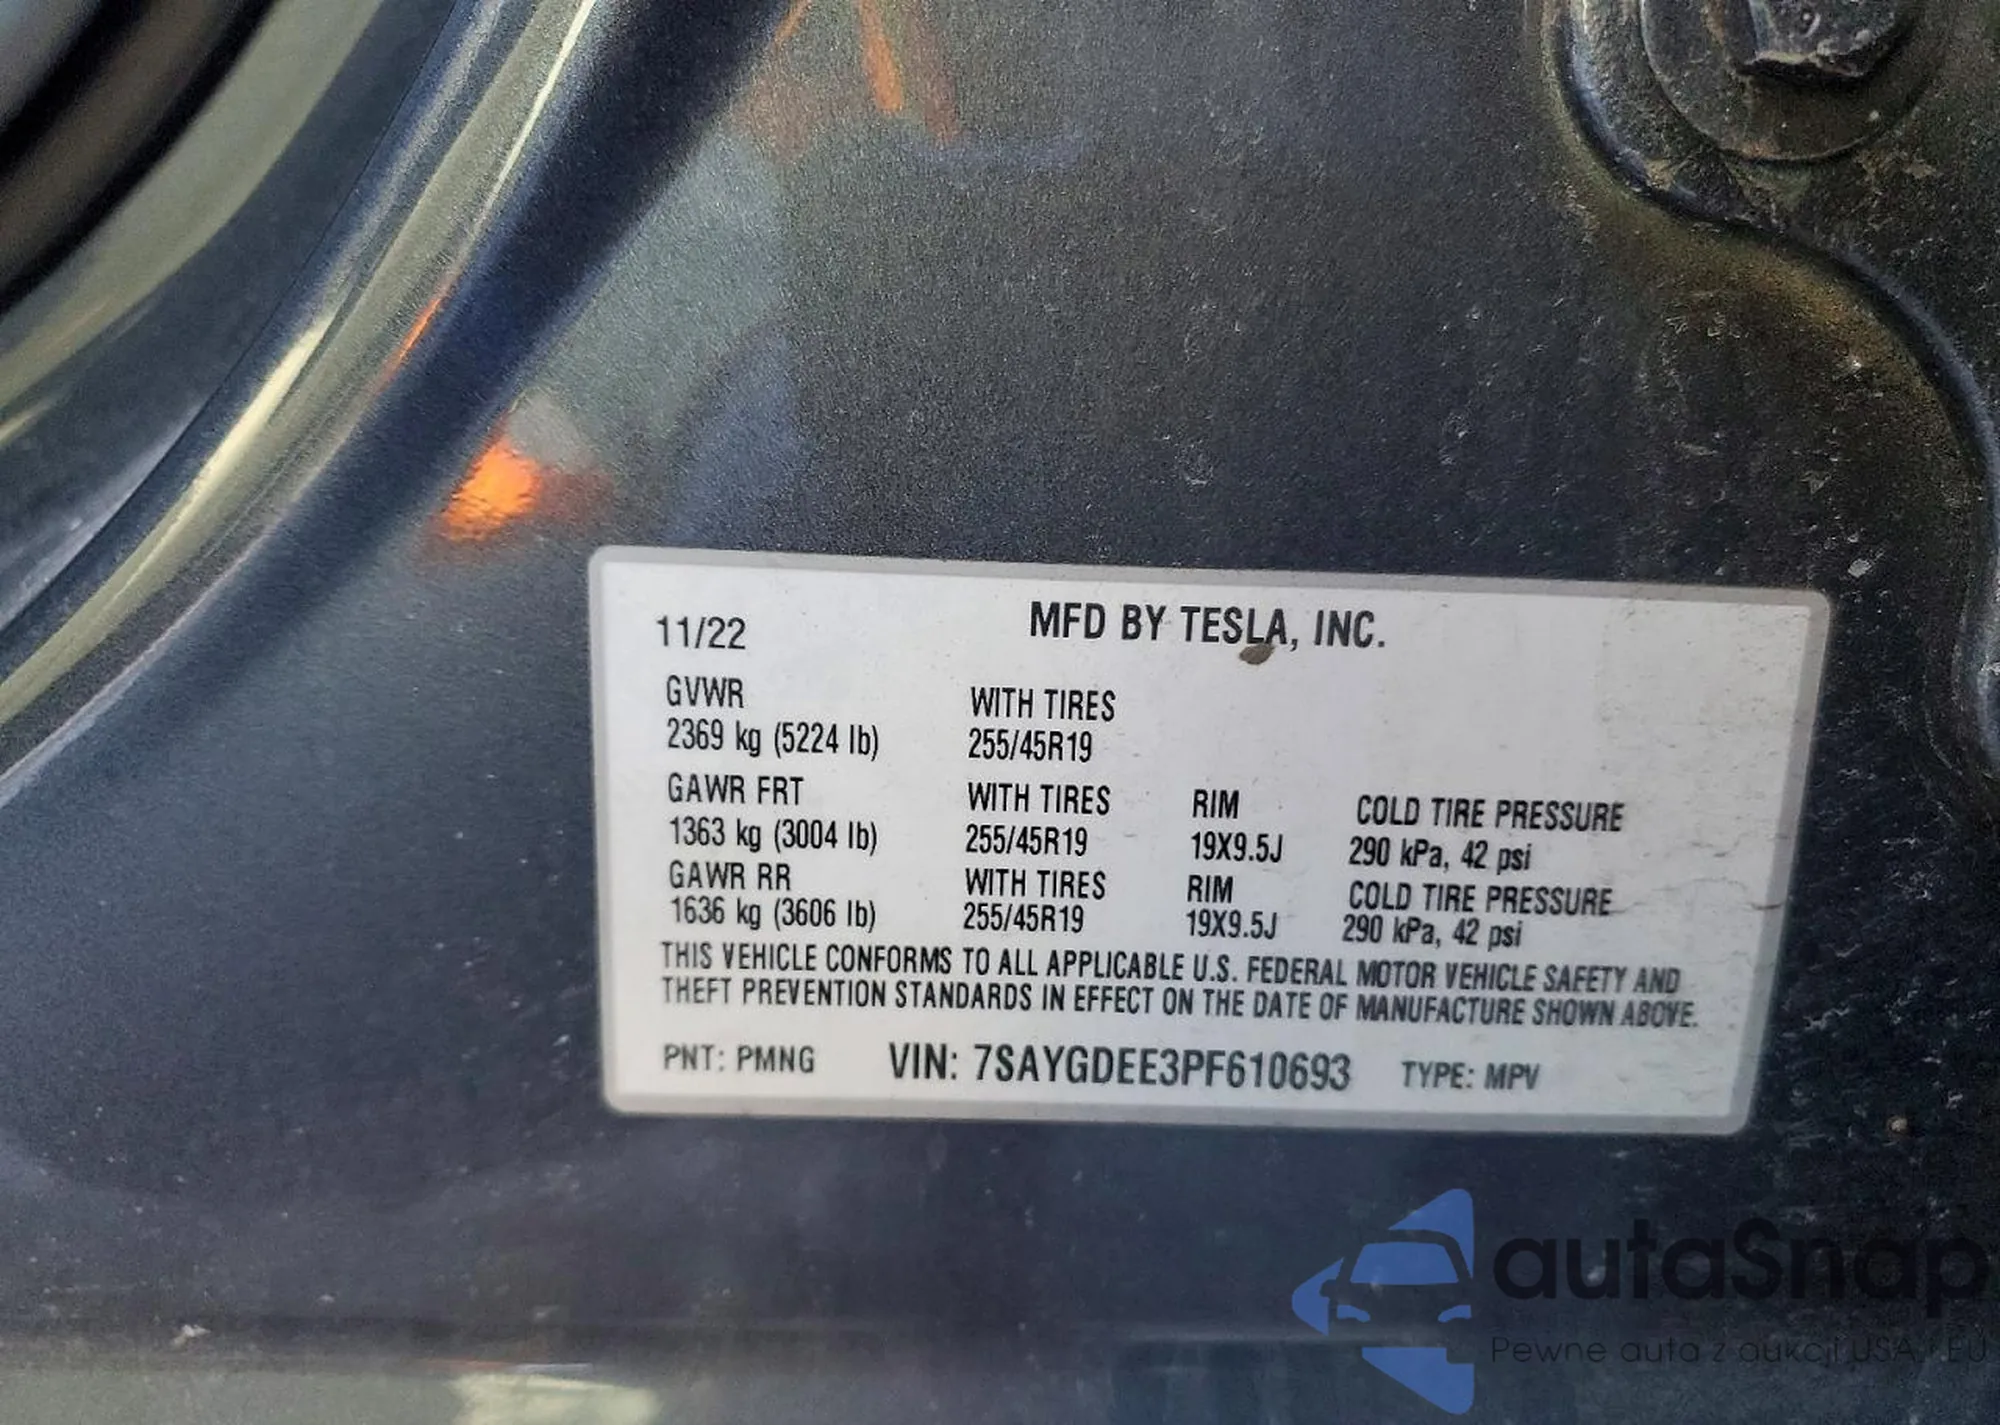 11/22 MFD BY TESLA, INC.
GVWR WITH TIRES
2369 kg (5224 lb) 255/45R19
GAWR FRT WITH TIRES RIM COLD TIRE PRESSURE
1363 kg (3004 lb) 255/45R19 19X9.5J 290 kPa, 42 psi
GAWR RR WITH TIRES RIM COLD TIRE PRESSURE
1636 kg (3606 lb) 255/45R19 19X9.5J 290 kPa, 42 psi
THIS VEHICLE CONFORMS TO ALL APPLICABLE U.S. FEDERAL MOTOR VEHICLE SAFETY AND
THEFT PREVENTION STANDARDS IN EFFECT ON THE DATE OF MANUFACTURE SHOWN ABOVE.
PNT: PMNG VIN: 7SAYGDEE3PF610693 TYPE: MPV
autaSnap
Pewne auta z aukcji USA i EU